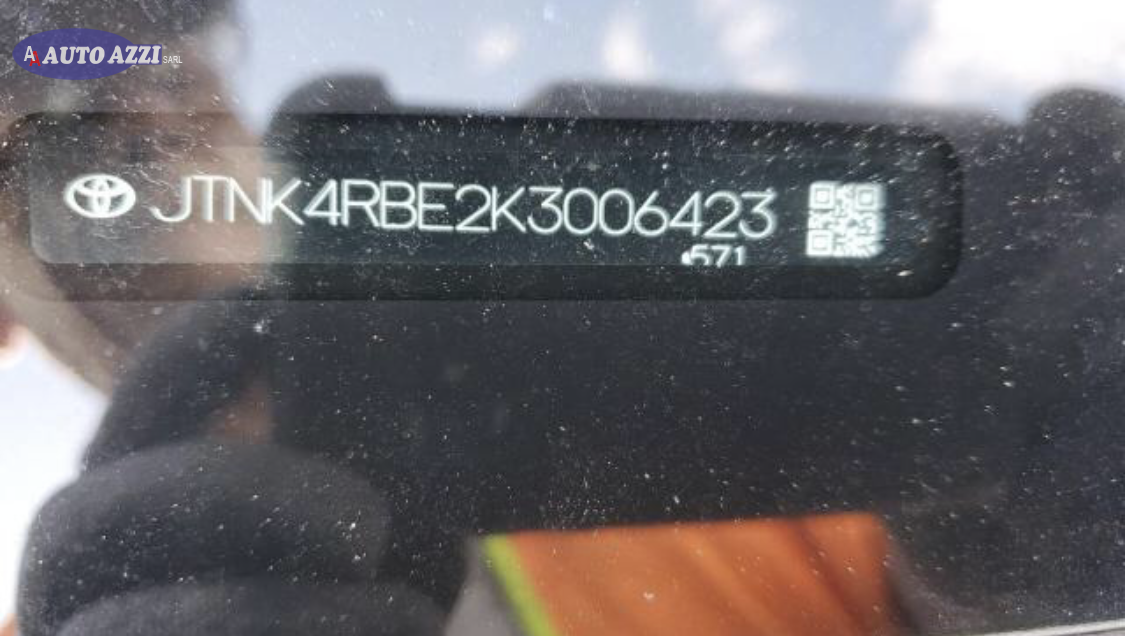 A AUTO AZZI SARL
JTNK4RBE2K3006423
571